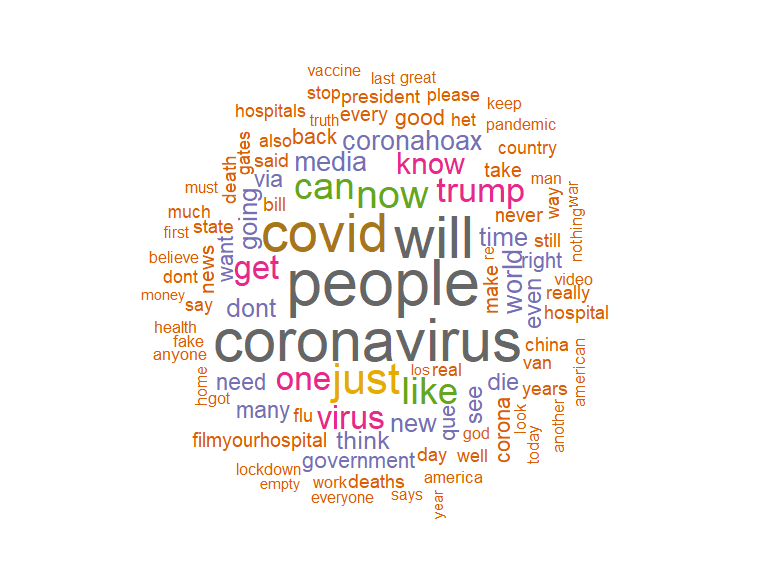 vaccine
last great
stop president please
keep
hospitals truth every good het pandemic
also back coronahoax country
gates said media know take
death via can now trump man war
must bill way
much going covid will never nothing
first state want time still
believe news people re world right
dont get make even video
money say dont really
health coronavirus hospital
fake china
anyone need one just like los real die van american
home got many flu virus new que see years
filmyourhospital think god corona look another
government day well today
lockdown work deaths america
empty everyone says year